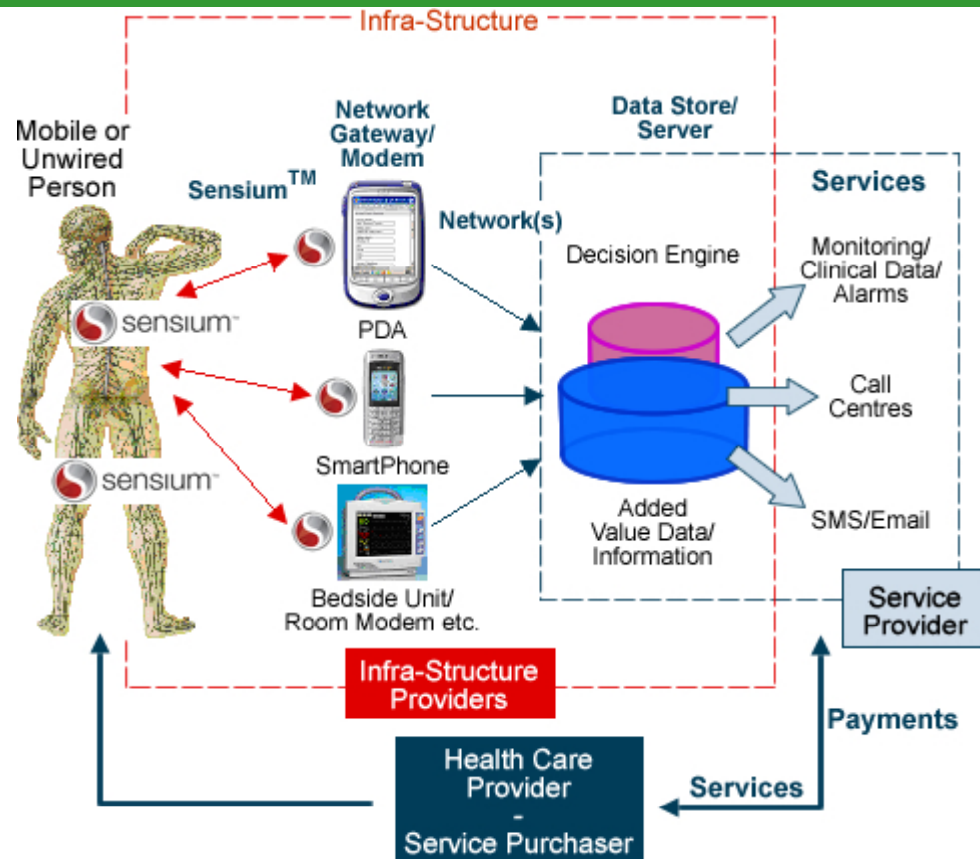 Infra-Structure
Mobile or
Unwired
Person
Sensium™
Network
Gateway/
Modem
Network(s)
Data Store/
Server
Services
Decision Engine
Monitoring/
Clinical Data/
Alarms
sensium™
PDA
Call
Centres
SmartPhone
sensium™
Added
Value Data/
Information
SMS/Email
Bedside Unit/
Room Modem etc.
Service
Provider
Infra-Structure
Providers
Payments
Health Care
Provider
-
Service Purchaser
Services